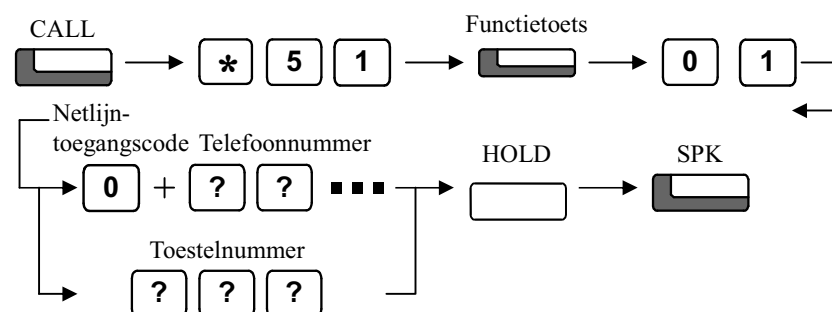 CALL
Functietoets
* 5 1
0 1
Netlijn-
toegangscode Telefoonnummer
HOLD
SPK
0 + ? ? ...
Toestelnummer
? ? ?